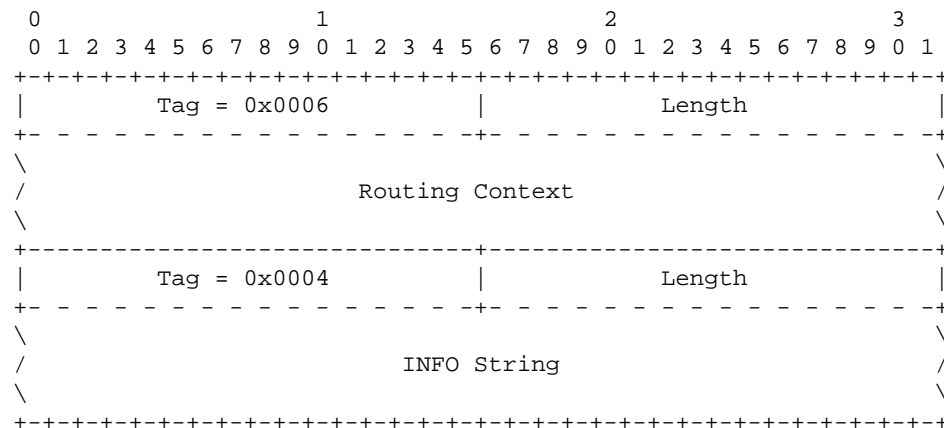 0                   1                   2                   3
 0 1 2 3 4 5 6 7 8 9 0 1 2 3 4 5 6 7 8 9 0 1 2 3 4 5 6 7 8 9 0 1
+-+-+-+-+-+-+-+-+-+-+-+-+-+-+-+-+-+-+-+-+-+-+-+-+-+-+-+-+-+-+-+-+
|         Tag = 0x0006          |            Length             |
+- - - - - - - - - - - - - - - -+- - - - - - - - - - - - - - - -+
\                                                               \
/                       Routing Context                         /
\                                                               \
+-------------------------------+-------------------------------+
|         Tag = 0x0004          |            Length             |
+- - - - - - - - - - - - - - - -+- - - - - - - - - - - - - - - -+
\                                                               \
/                          INFO String                          /
\                                                               \
+-+-+-+-+-+-+-+-+-+-+-+-+-+-+-+-+-+-+-+-+-+-+-+-+-+-+-+-+-+-+-+-+